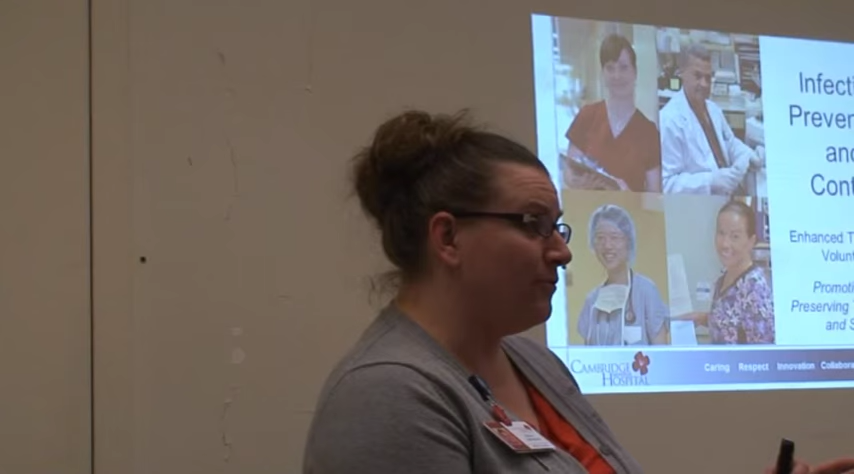 Infecti
Preven
and
Cont
Enhanced T
Volunt
Promoti
Preserving
and S
CAMBRIDGE
HOSPITAL
Caring Respect Innovation Collabora